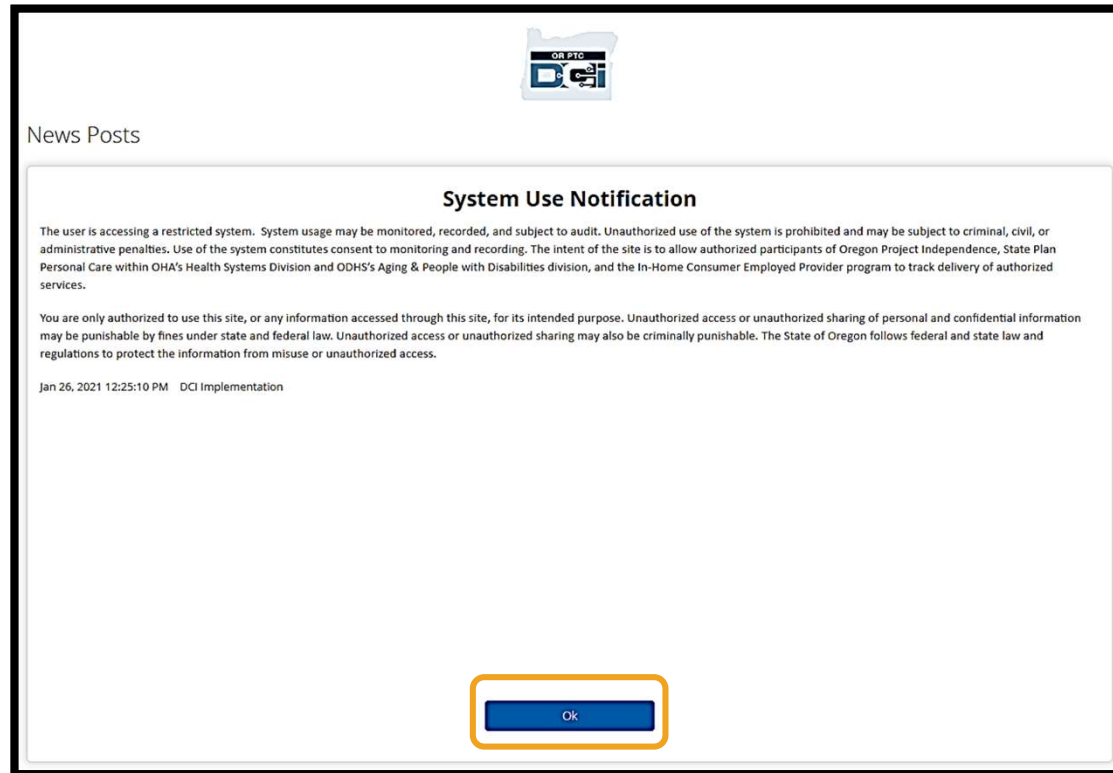 OR PTC
DCi
News Posts
System Use Notification
The user is accessing a restricted system.  System usage may be monitored, recorded, and subject to audit. Unauthorized use of the system is prohibited and may be subject to criminal, civil, or
administrative penalties. Use of the system constitutes consent to monitoring and recording. The intent of the site is to allow authorized participants of Oregon Project Independence, State Plan
Personal Care within OHA's Health Systems Division and ODHS's Aging & People with Disabilities division, and the In-Home Consumer Employed Provider program to track delivery of authorized
services.
You are only authorized to use this site, or any information accessed through this site, for its intended purpose. Unauthorized access or unauthorized sharing of personal and confidential information
may be punishable by fines under state and federal law. Unauthorized access or unauthorized sharing may also be criminally punishable. The State of Oregon follows federal and state law and
regulations to protect the information from misuse or unauthorized access.
Jan 26, 2021 12:25:10 PM    DCI Implementation
Ok